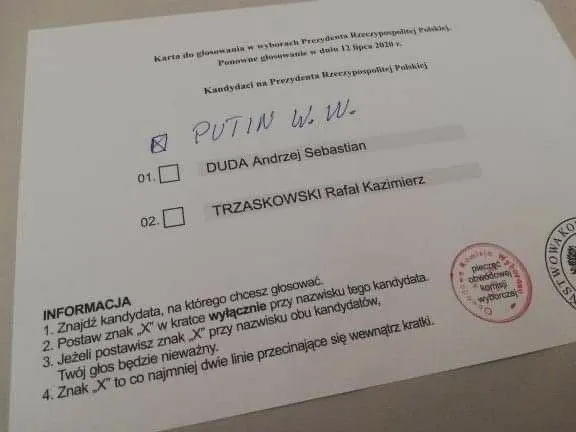 Karta do głosowania w wyborach Prezydenta Rzeczypospolitej Polskiej.
Ponowne głosowanie w dniu 12 lipca 2020 r.
Kandydaci na Prezydenta Rzeczypospolitej Polskiej
PUTIN W. W.
01. DUDA Andrzej Sebastian
02. TRZASKOWSKI Rafał Kazimierz
INFORMACJA
1. Znajdź kandydata, na którego chcesz głosować.
2. Postaw znak „X” w kratce wyłącznie przy nazwisku tego kandydata.
3. Jeżeli postawisz znak „X” przy nazwisku obu kandydatów,
Twój głos będzie nieważny.
4. Znak „X” to co najmniej dwie linie przecinające się wewnątrz kratki.
Obwodowa Komisja Wyborcza
pieczęć
obwodowej
komisji
wyborczej